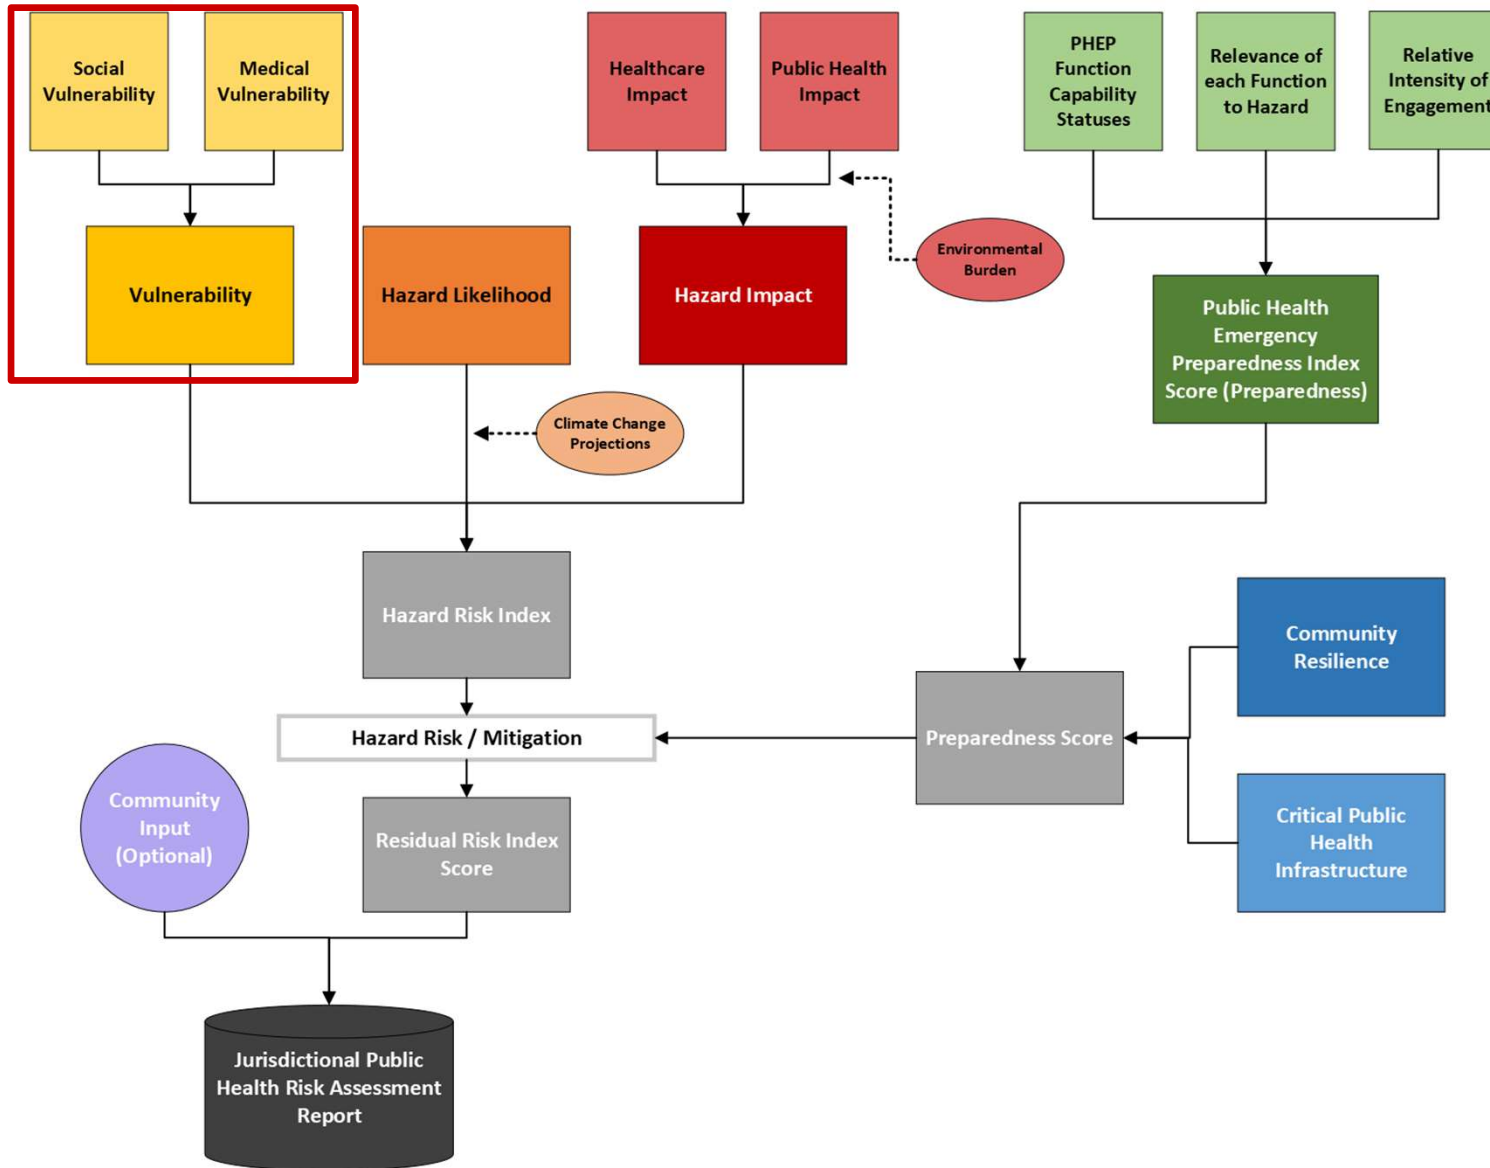 Social
Vulnerability
Medical
Vulnerability
Healthcare
Impact
Public Health
Impact
PHEP
Function
Capability
Statuses
Relevance of
each Function
to Hazard
Relative
Intensity of
Engagement
Vulnerability
Hazard Likelihood
Hazard Impact
Environmental
Burden
Public Health
Emergency
Preparedness Index
Score (Preparedness)
Climate Change
Projections
Hazard Risk Index
Community
Resilience
Hazard Risk / Mitigation
Preparedness Score
Community
Input
(Optional)
Residual Risk Index
Score
Critical Public
Health
Infrastructure
Jurisdictional Public
Health Risk Assessment
Report